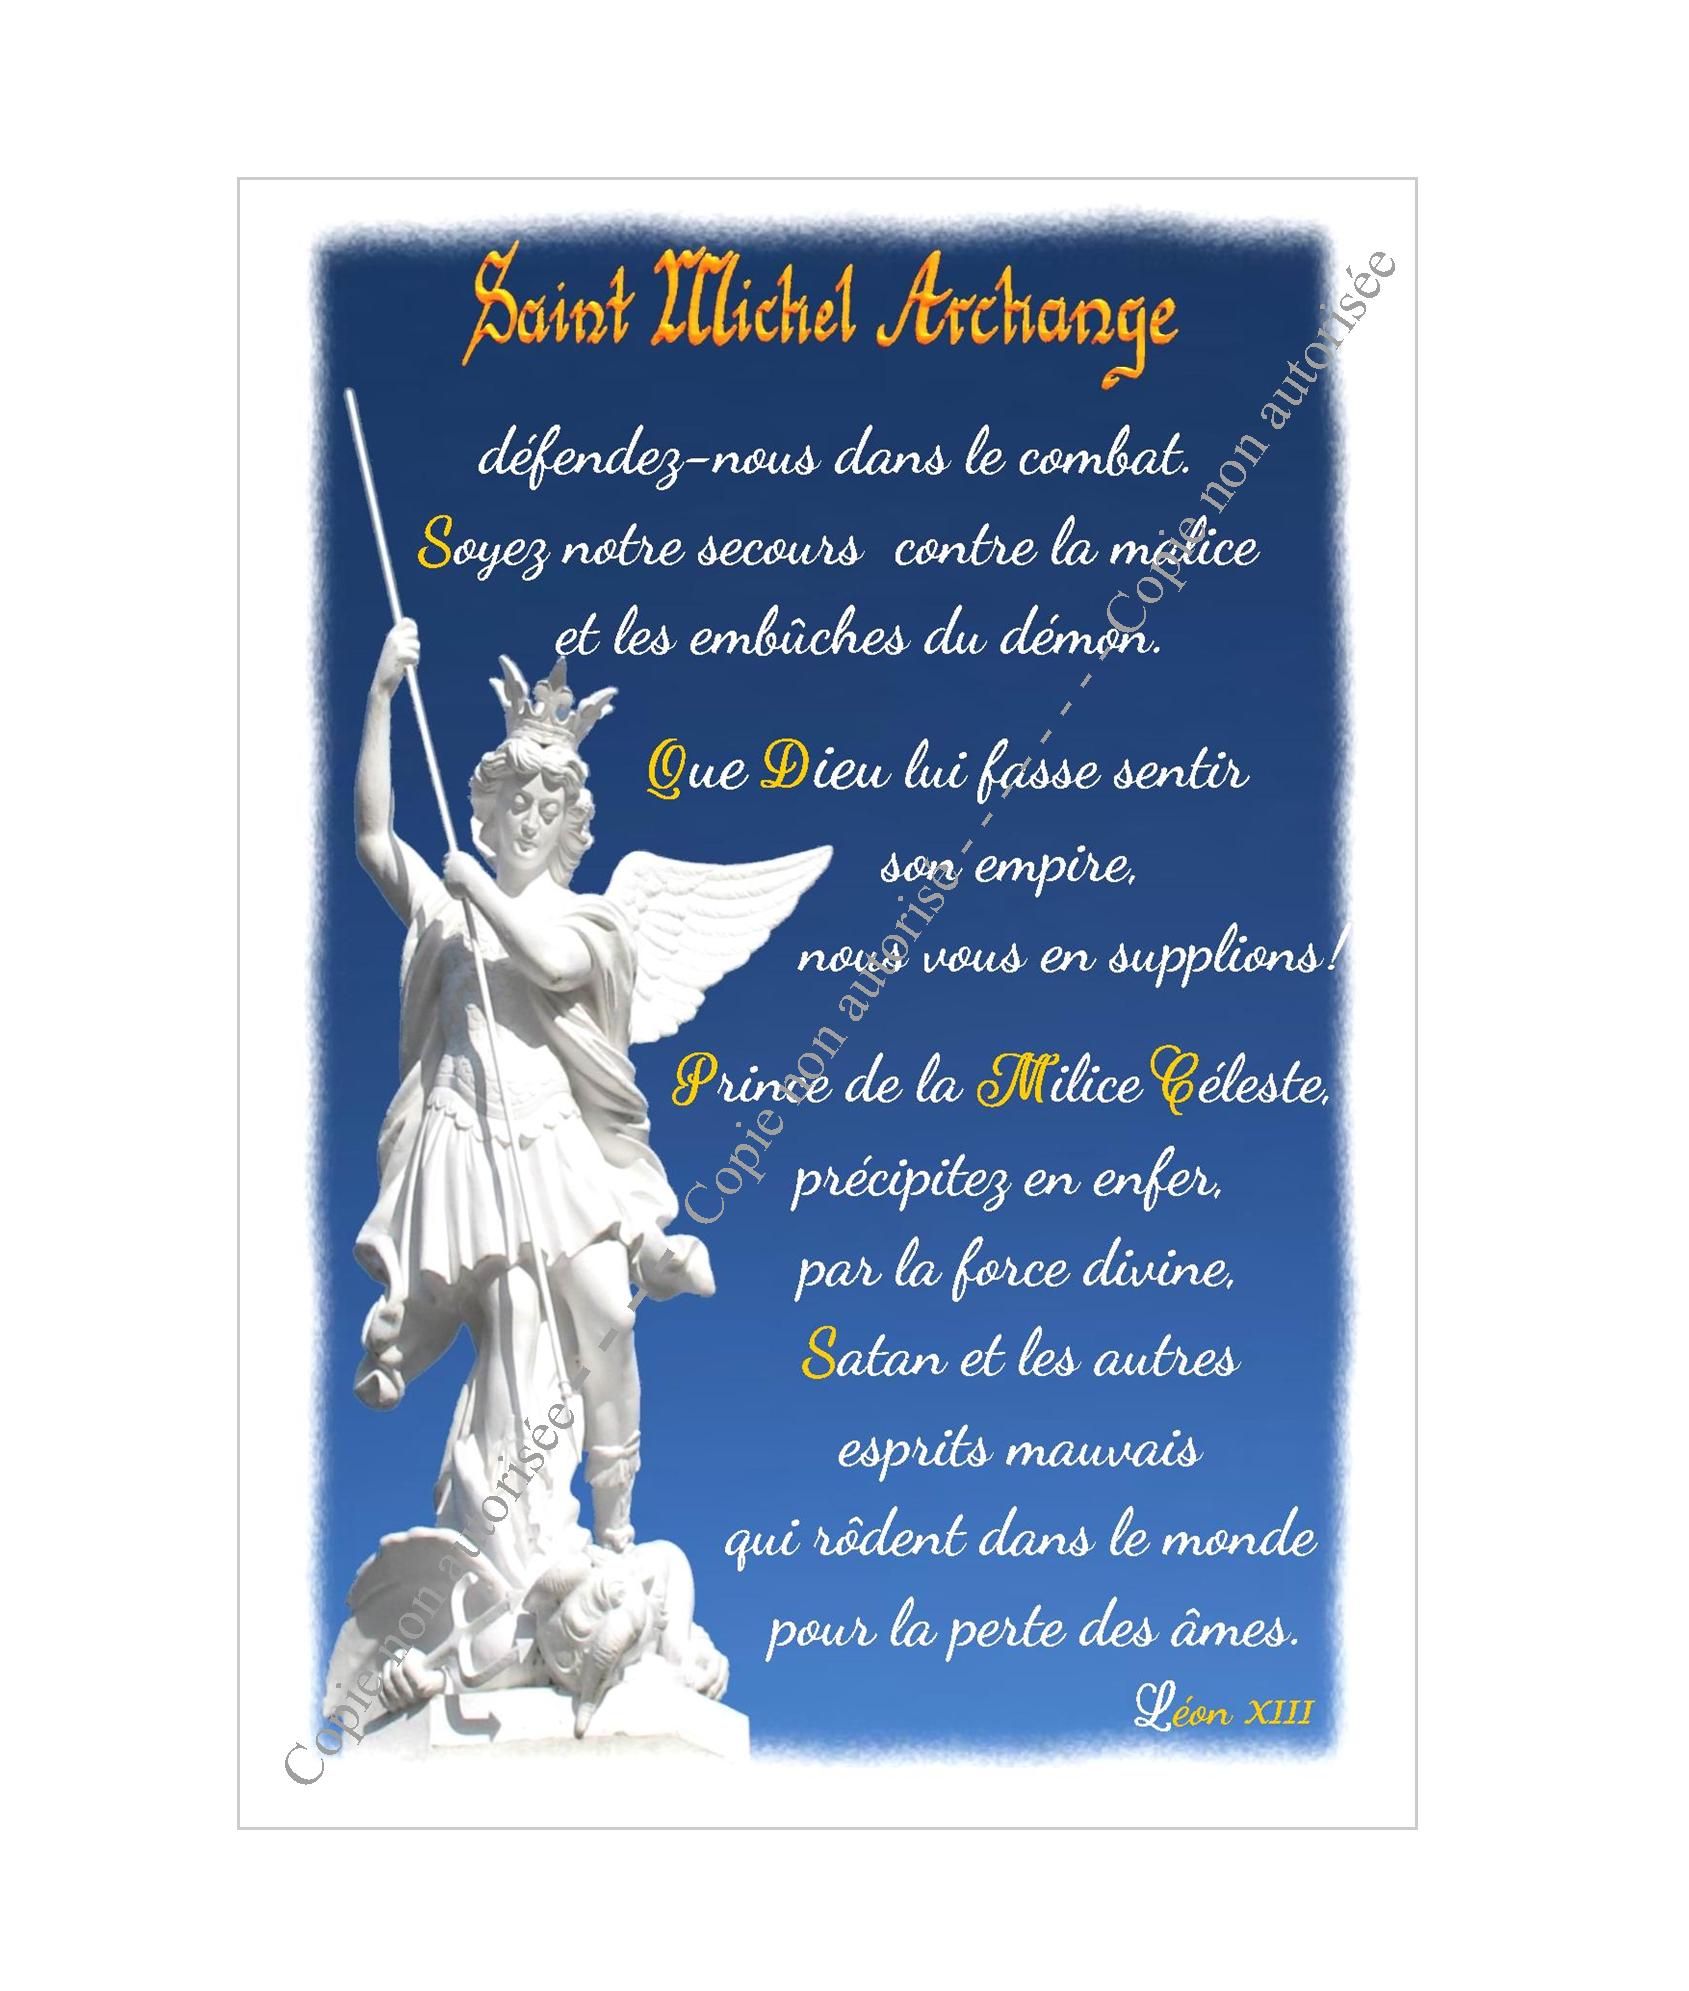 Saint Michel Archange
défendez-nous dans le combat.
Soyez notre secours contre la malice
et les embûches du démon.
Que Dieu lui fasse sentir
son empire,
nous vous en supplions!
Prince de la Milice Céleste,
précipitez en enfer,
par la force divine,
Satan et les autres
esprits mauvais
qui rôdent dans le monde
pour la perte des âmes.
Léon XIII
Copie non autorisée - - - - Copie non autorisée - - - - - - - - Copie non autorisée